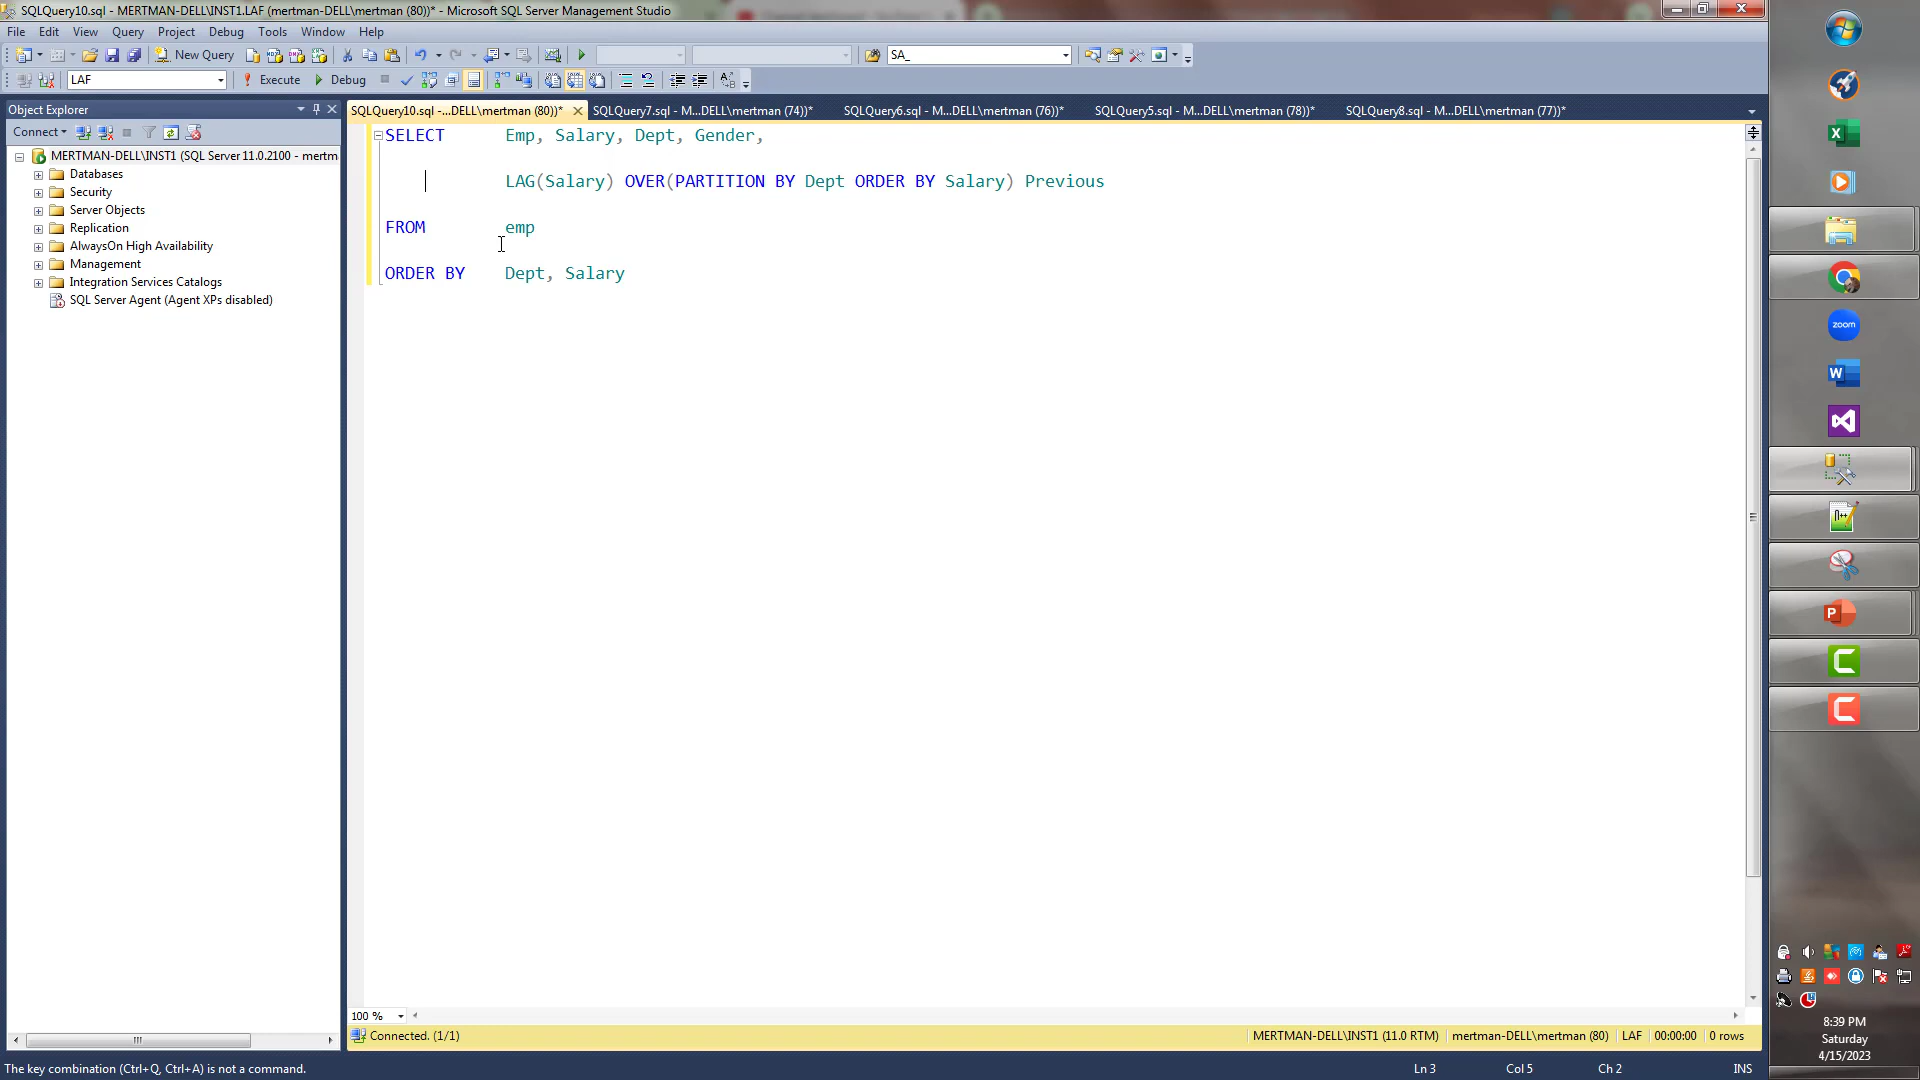 SQLQuery10.sql - MERTMAN-DELL\INST1.LAF (mertman-DELL\mertman (80))* - Microsoft SQL Server Management Studio
File Edit View Query Project Debug Tools Window Help
New Query SA_
LAF Execute Debug
Object Explorer
SQLQuery10.sql -...DELL\mertman (80))* SQLQuery7.sql - M...DELL\mertman (74))* SQLQuery6.sql - M...DELL\mertman (76))* SQLQuery5.sql - M...DELL\mertman (78))* SQLQuery8.sql - M...DELL\mertman (77))*
Connect
MERTMAN-DELL\INST1 (SQL Server 11.0.2100 - mertm
Databases
Security
Server Objects
Replication
AlwaysOn High Availability
Management
Integration Services Catalogs
SQL Server Agent (Agent XPs disabled)
SELECT Emp, Salary, Dept, Gender,
LAG(Salary) OVER(PARTITION BY Dept ORDER BY Salary) Previous
FROM emp
ORDER BY Dept, Salary
zoom
100 %
Connected. (1/1) MERTMAN-DELL\INST1 (11.0 RTM) mertman-DELL\mertman (80) LAF 00:00:00 0 rows
The key combination (Ctrl+Q, Ctrl+A) is not a command. Ln 3 Col 5 Ch 2 INS
8:39 PM
Saturday
4/15/2023